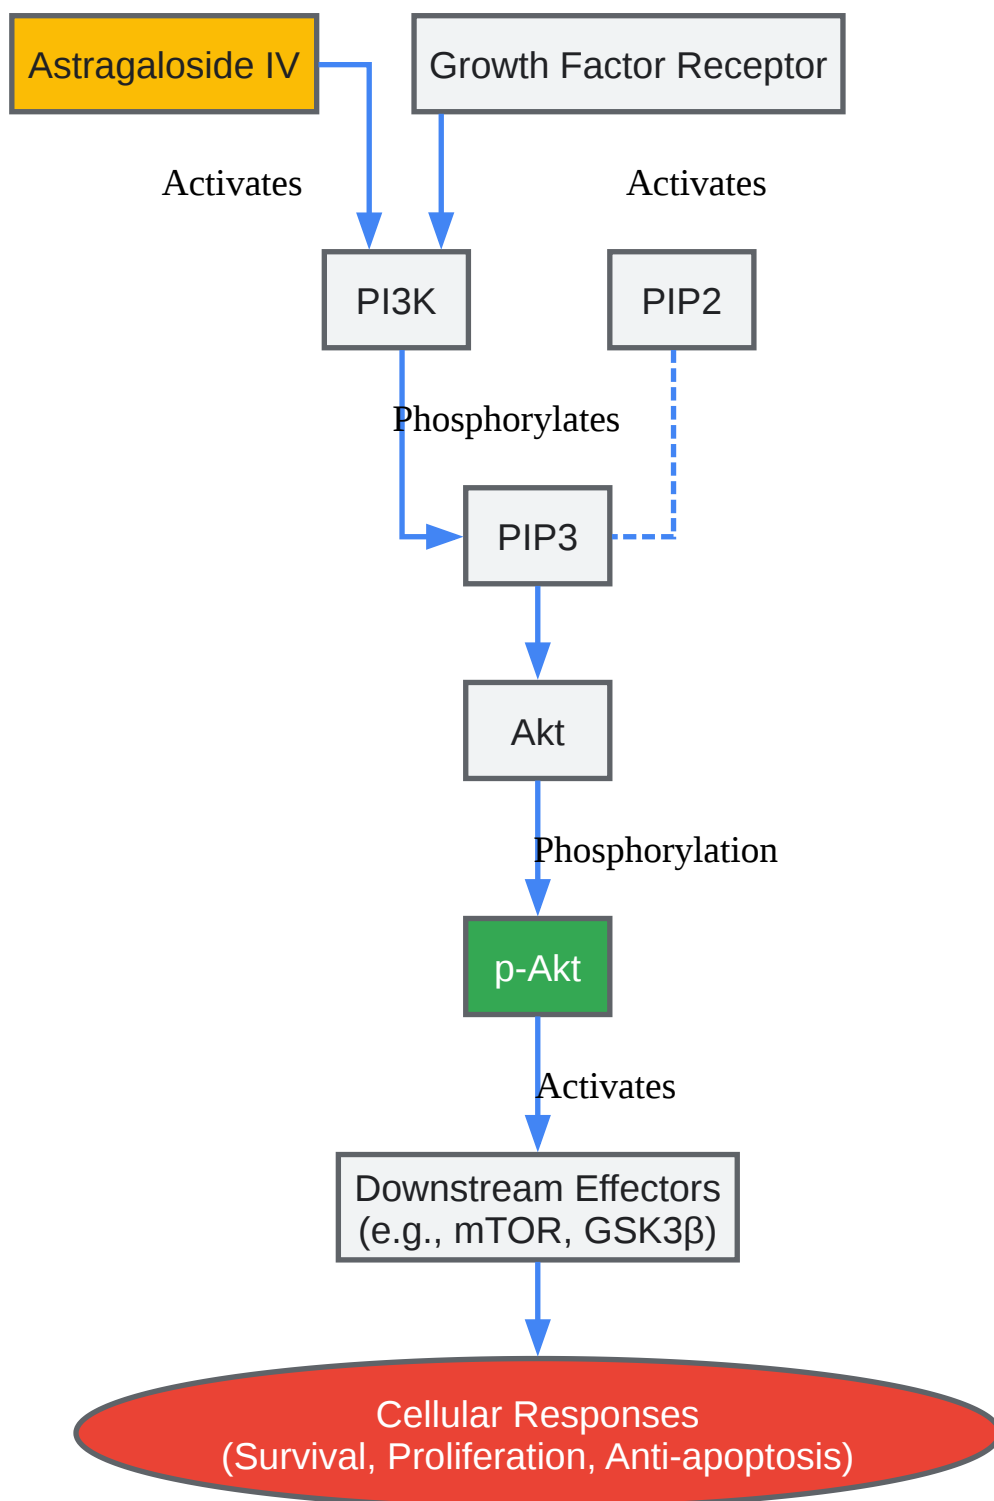 Astragaloside IV
Growth Factor Receptor
Activates
Activates
PI3K
PIP2
Phosphorylates
PIP3
Akt
Phosphorylation
p-Akt
Activates
Downstream Effectors
(e.g., mTOR, GSK3β)
Cellular Responses
(Survival, Proliferation, Anti-apoptosis)